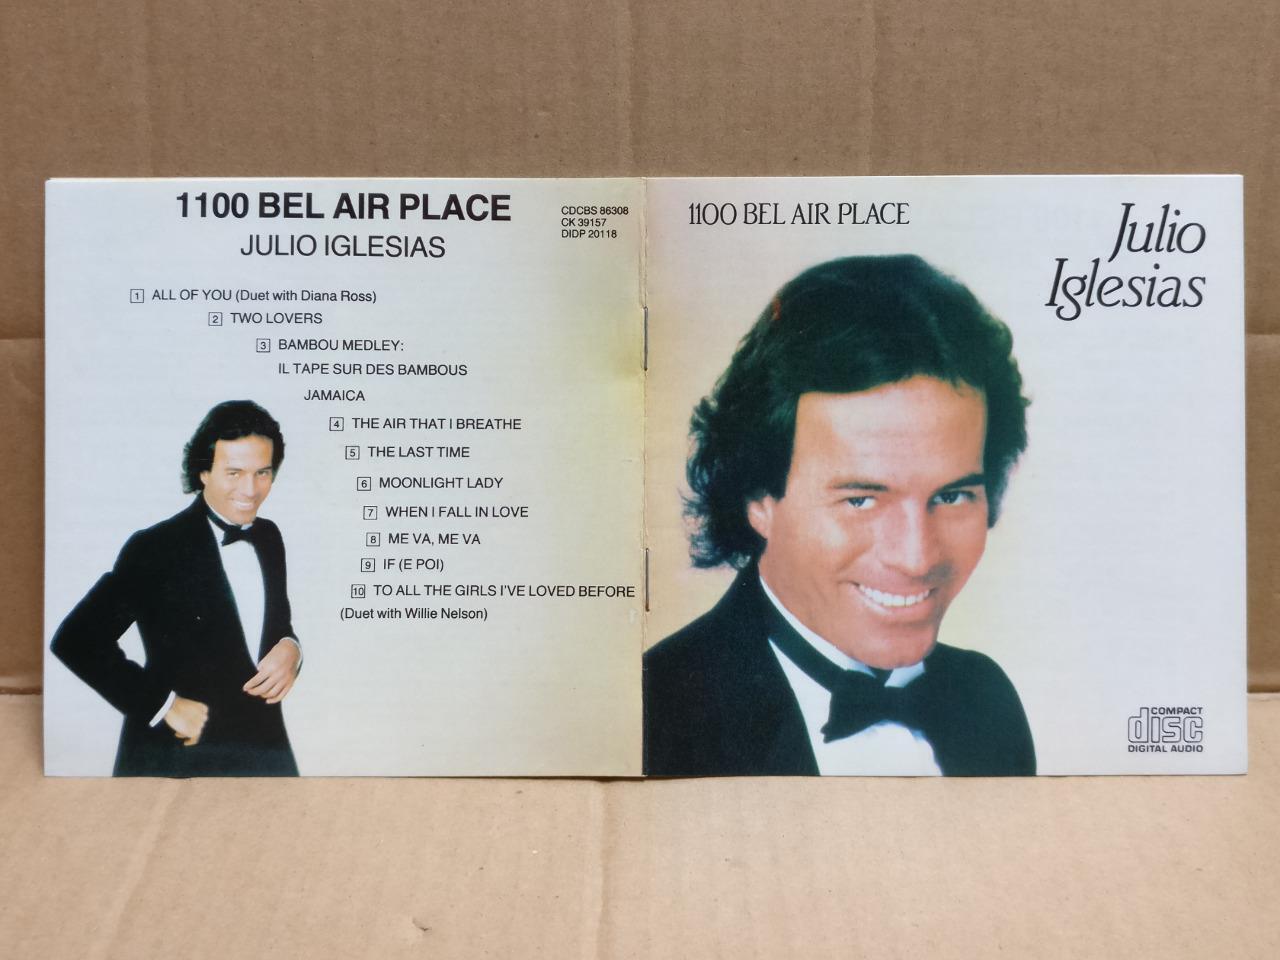 1100 BEL AIR PLACE
JULIO IGLESIAS
CDCBS 86308
CK 39157
DIDP 20118
1 ALL OF YOU (Duet with Diana Ross)
2 TWO LOVERS
3 BAMBOU MEDLEY:
IL TAPE SUR DES BAMBOUS
JAMAICA
4 THE AIR THAT I BREATHE
5 THE LAST TIME
6 MOONLIGHT LADY
7 WHEN I FALL IN LOVE
8 ME VA, ME VA
9 IF (E POI)
10 TO ALL THE GIRLS I'VE LOVED BEFORE
(Duet with Willie Nelson)
1100 BEL AIR PLACE
Julio
Iglesias
COMPACT
disc
DIGITAL AUDIO